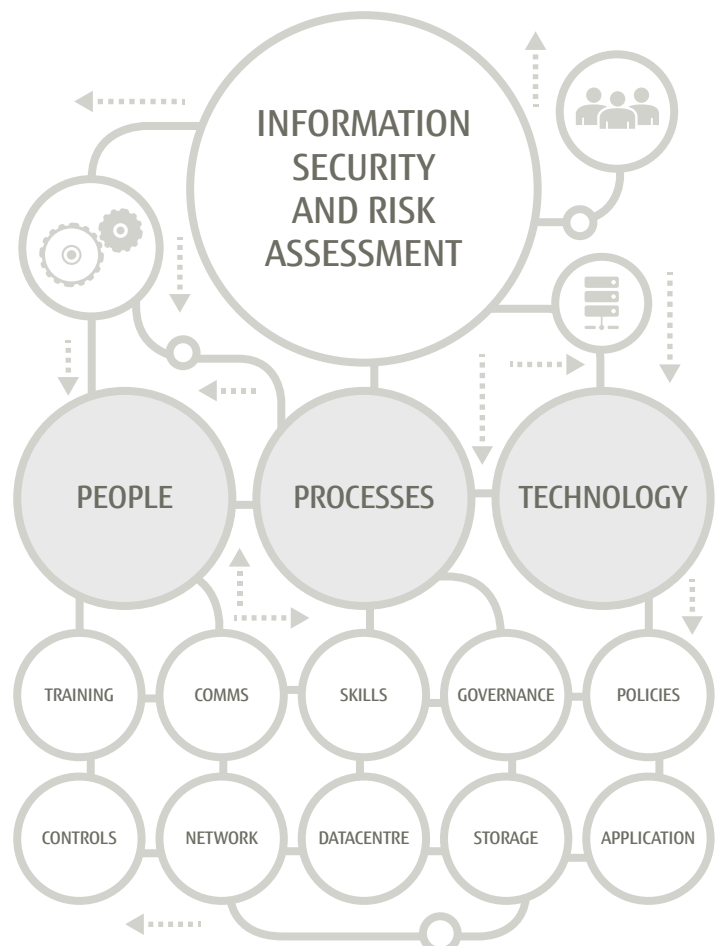 INFORMATION
SECURITY
AND RISK
ASSESSMENT
PEOPLE
PROCESSES
TECHNOLOGY
TRAINING
COMMS
SKILLS
GOVERNANCE
POLICIES
CONTROLS
NETWORK
DATACENTRE
STORAGE
APPLICATION